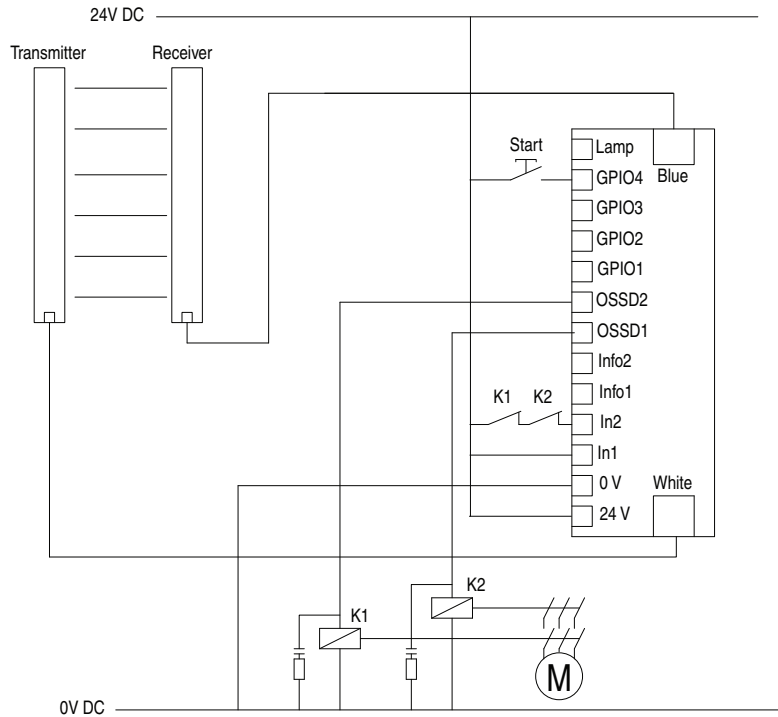 24V DC
Transmitter
Receiver
Start
Lamp
GPIO4
Blue
GPIO3
GPIO2
GPIO1
OSSD2
OSSD1
Info2
Info1
K1
K2
In2
In1
0 V
White
24 V
K2
K1
M
0V DC